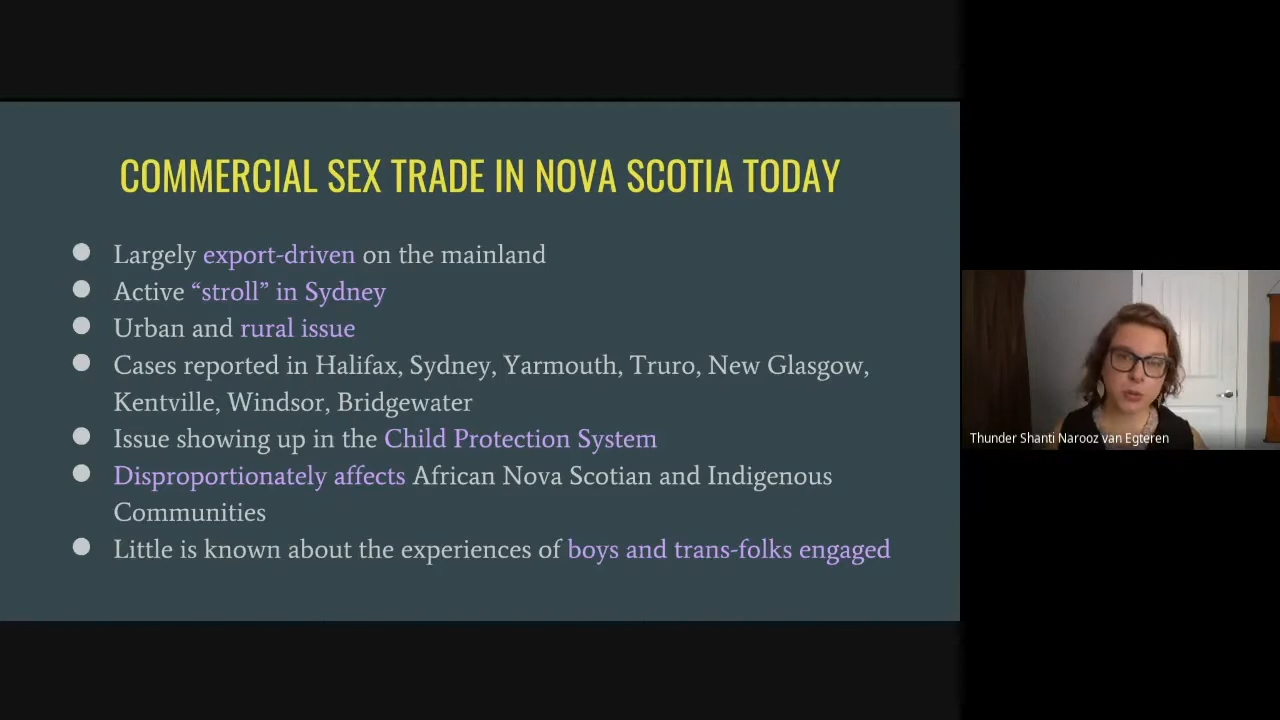 COMMERCIAL SEX TRADE IN NOVA SCOTIA TODAY
● Largely export-driven on the mainland
● Active “stroll” in Sydney
● Urban and rural issue
● Cases reported in Halifax, Sydney, Yarmouth, Truro, New Glasgow,
Kentville, Windsor, Bridgewater
● Issue showing up in the Child Protection System
● Disproportionately affects African Nova Scotian and Indigenous
Communities
● Little is known about the experiences of boys and trans-folks engaged
Thunder Shanti Narooz van Egteren